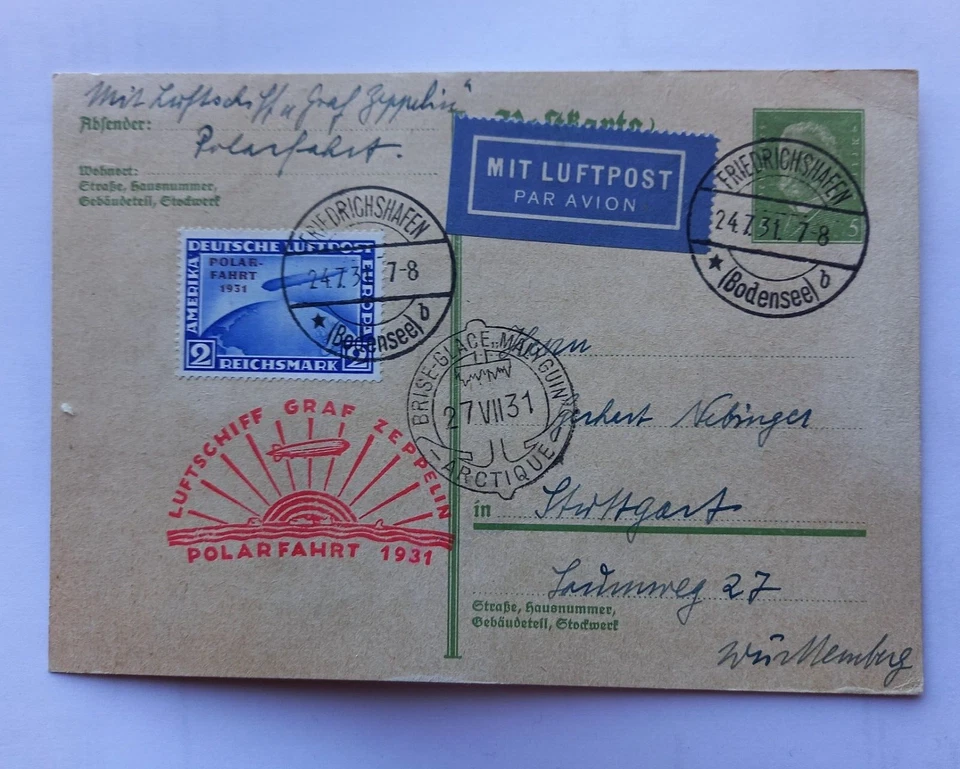 Mit Luftschiff „Graf Zeppelin“
Absender:
Polarfahrt.
Wohnort:
Straße, Hausnummer,
Gebäudeteil, Stockwerk
Postkarte
MIT LUFTPOST
PAR AVION
5
FRIEDRICHSHAFEN
24.7.31. 7-8
★ (Bodensee) d
FRIEDRICHSHAFEN
24.7.31. 7-8
★ (Bodensee) d
DEUTSCHE LUFTPOST
AMERIKA
EUROPA
POLAR-
FAHRT
1931
2 REICHSMARK 2
BRISE-GLACE „MALYGUIN“
27 VII 31
ARCTIQUE
LUFTSCHIFF GRAF ZEPPELIN
POLARFAHRT 1931
Herrn
Nebinger
in Stuttgart
27
Straße, Hausnummer,
Gebäudeteil, Stockwerk
Württemberg